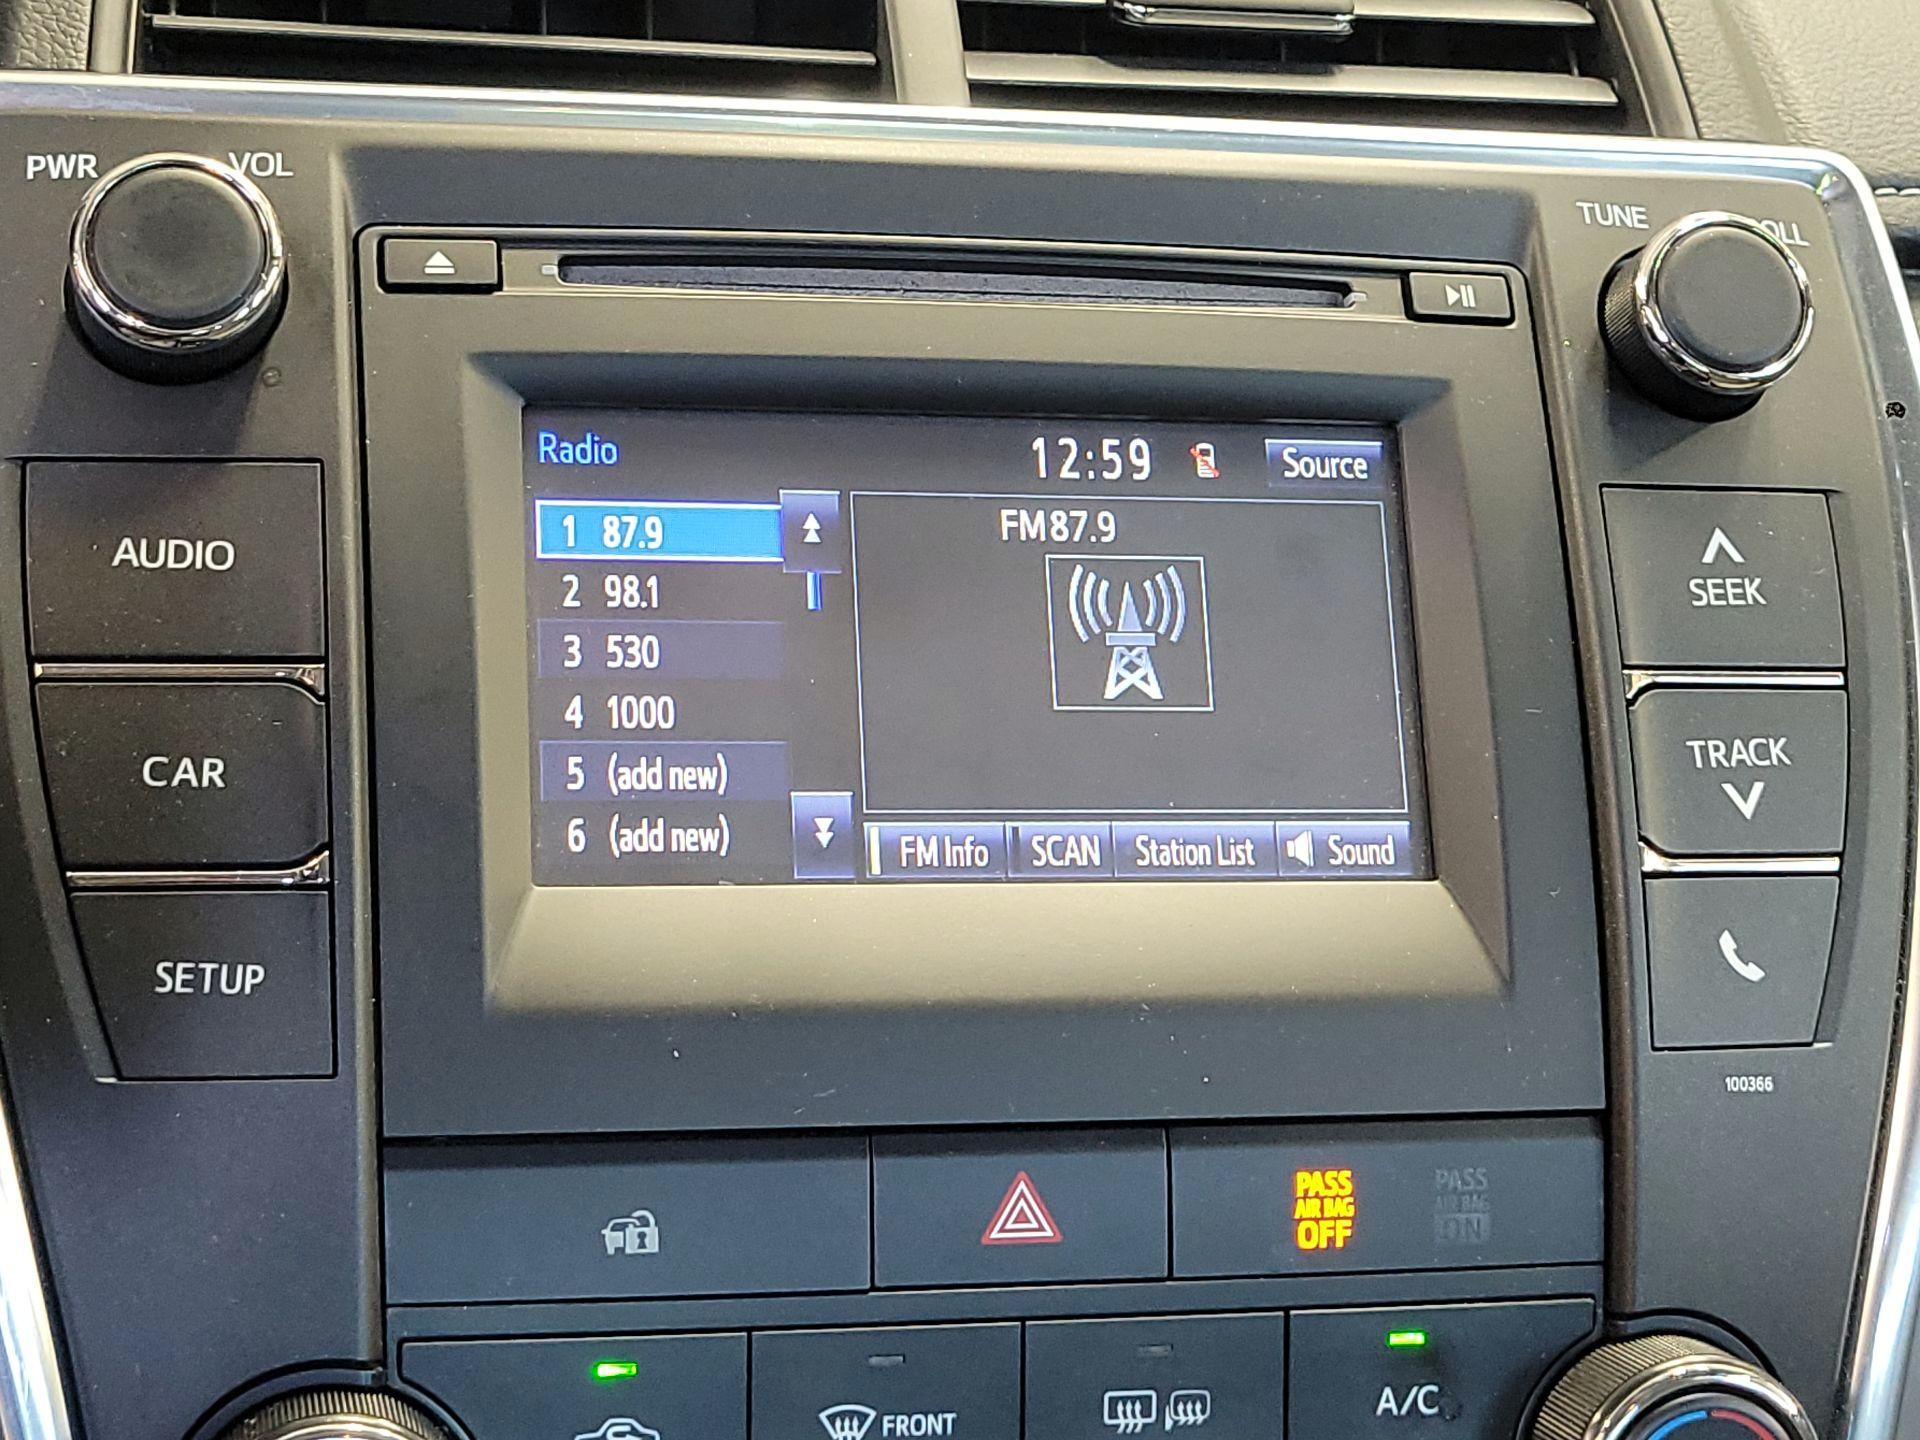 PWR VOL
TUNE
AUDIO
CAR
SETUP
Radio 12:59 Source
1 87.9
2 98.1
3 530
4 1000
5 (add new)
6 (add new)
FM87.9
FM Info SCAN Station List Sound
SEEK
TRACK
100366
PASS
AIR BAG
OFF
PASS
AIR BAG
ON
FRONT
A/C